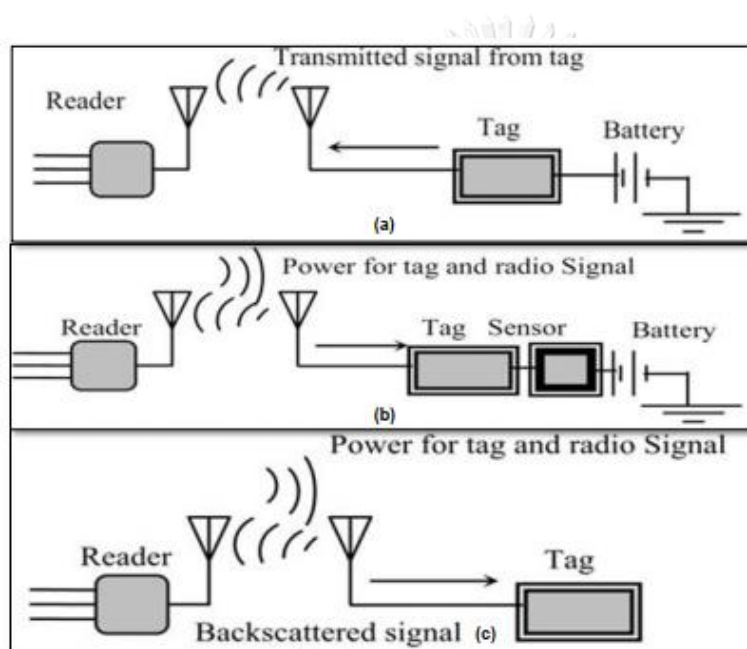 Transmitted signal from tag
Reader
Tag
Battery
(a)
Power for tag and radio Signal
Reader
Tag Sensor
Battery
(b)
Power for tag and radio Signal
Reader
Tag
Backscattered signal (c)